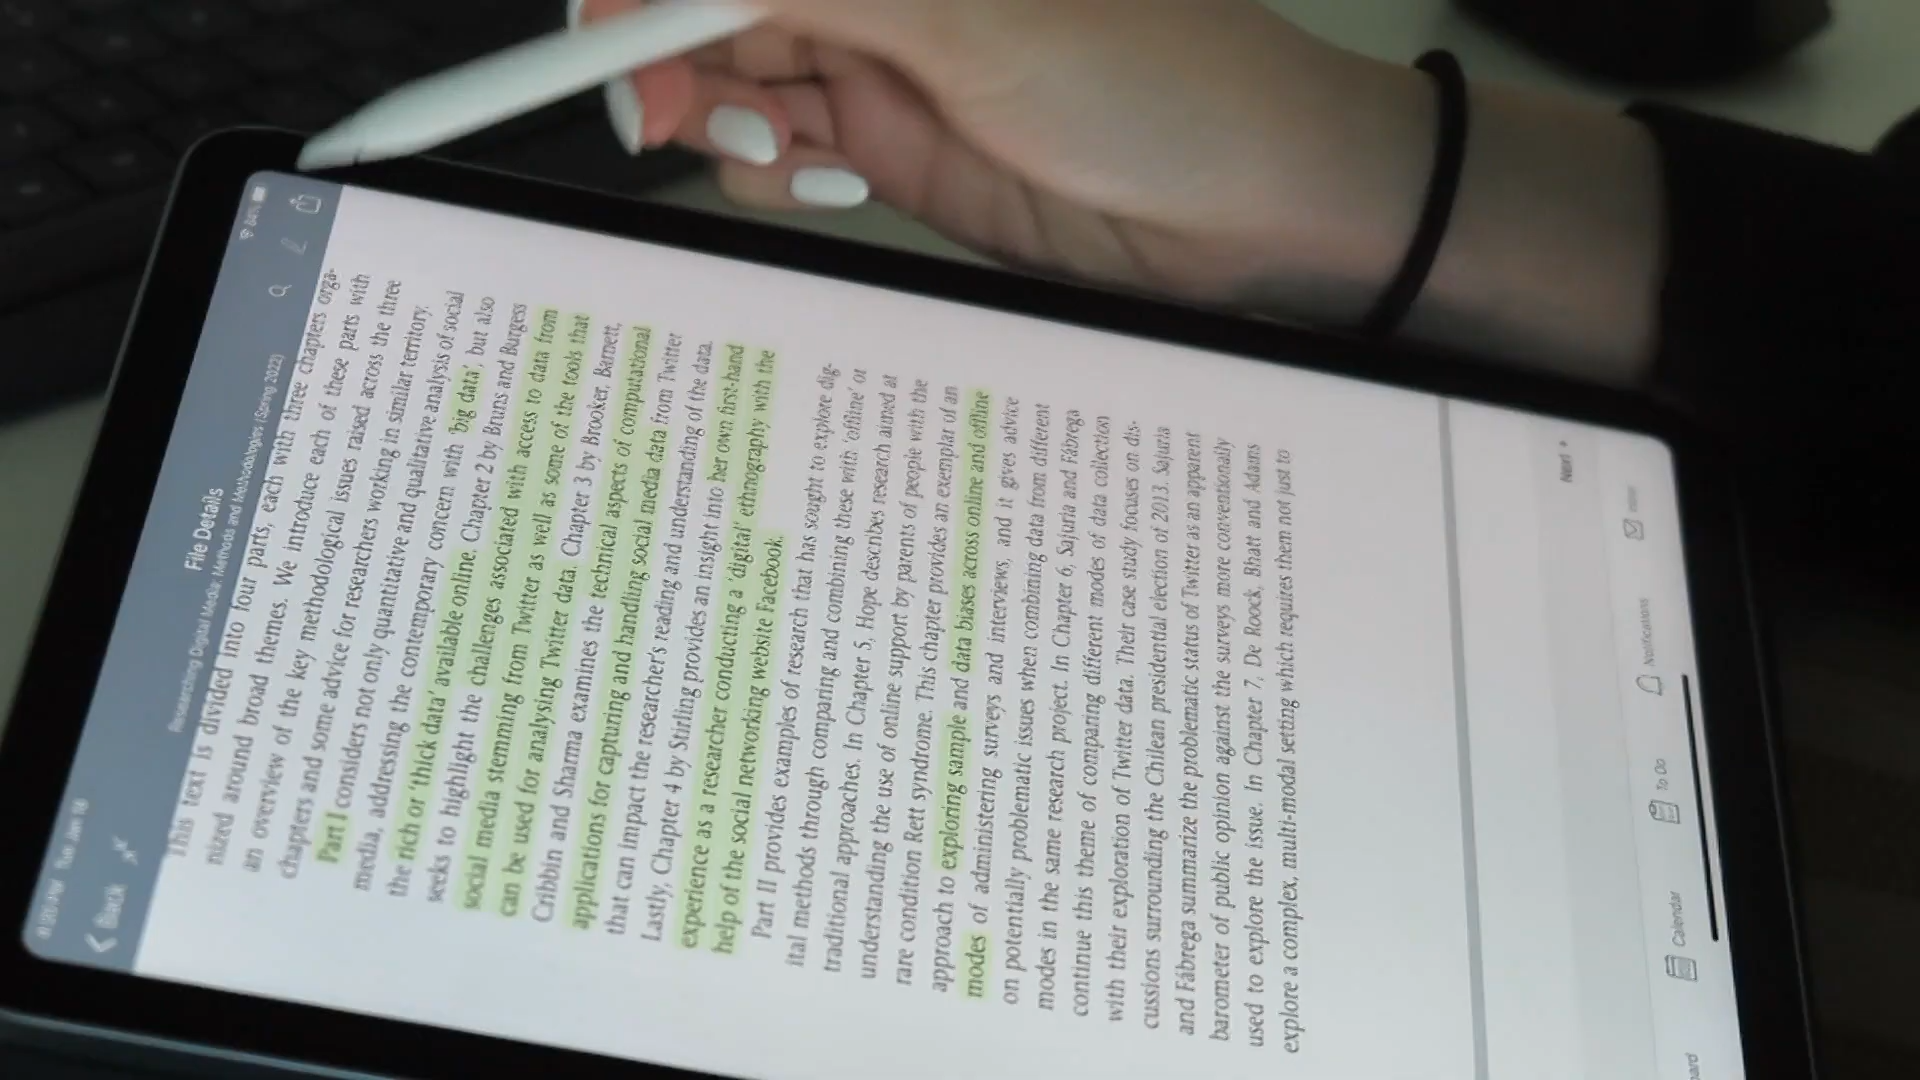 Tue Jan 18
84%
Back
File Details
Researching Digital Media: Methods and Methodologies (Spring 2022)
This text is divided into four parts, each with three chapters orga-
nized around broad themes. We introduce each of these parts with
an overview of the key methodological issues raised across the three
chapters and some advice for researchers working in similar territory.
Part I considers not only quantitative and qualitative analysis of social
media, addressing the contemporary concern with 'big data', but also
the rich or 'thick data' available online. Chapter 2 by Bruns and Burgess
seeks to highlight the challenges associated with access to data from
social media stemming from Twitter as well as some of the tools that
can be used for analysing Twitter data. Chapter 3 by Brooker, Barnett,
Cribbin and Sharma examines the technical aspects of computational
applications for capturing and handling social media data from Twitter
that can impact the researcher's reading and understanding of the data.
Lastly, Chapter 4 by Stirling provides an insight into her own first-hand
experience as a researcher conducting a 'digital' ethnography with the
help of the social networking website Facebook.
Part II provides examples of research that has sought to explore dig-
ital methods through comparing and combining these with 'offline' or
traditional approaches. In Chapter 5, Hope describes research aimed at
understanding the use of online support by parents of people with the
rare condition Rett syndrome. This chapter provides an exemplar of an
approach to exploring sample and data biases across online and offline
modes of administering surveys and interviews, and it gives advice
on potentially problematic issues when combining data from different
modes in the same research project. In Chapter 6, Sajuria and Fábrega
continue this theme of comparing different modes of data collection
with their exploration of Twitter data. Their case study focuses on dis-
cussions surrounding the Chilean presidential election of 2013. Sajuria
and Fábrega summarize the problematic status of Twitter as an apparent
barometer of public opinion against the surveys more conventionally
used to explore the issue. In Chapter 7, De Roock, Bhatt and Adams
explore a complex, multi-modal setting which requires them not just to
Next
Calendar
To Do
Notifications
Inbox